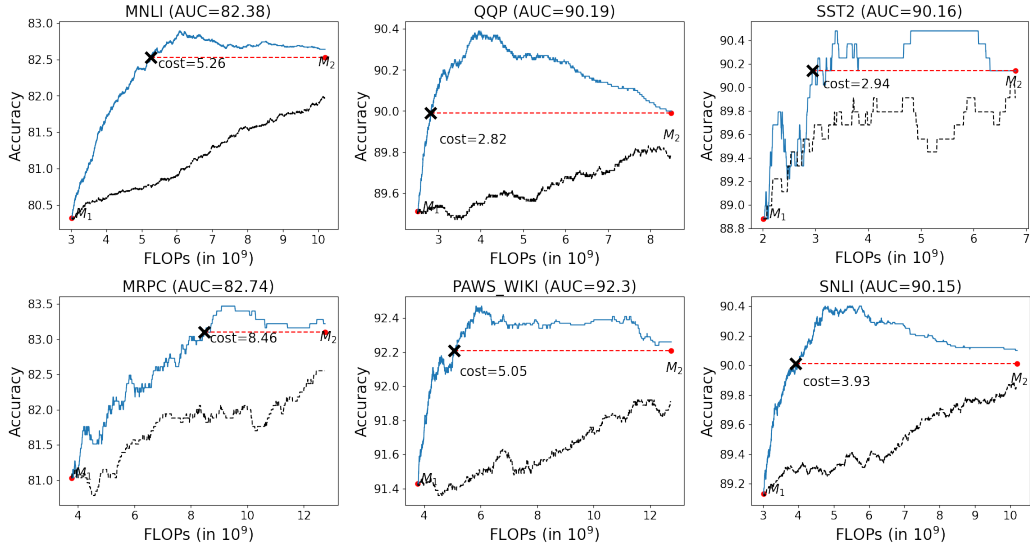 MNLI (AUC=82.38)
83.0
82.5
82.0
81.5
81.0
80.5
Accuracy
cost=5.26
M2
M1
3 4 5 6 7 8 9 10
FLOPs (in 10^9)
QQP (AUC=90.19)
90.4
90.2
90.0
89.8
89.6
Accuracy
cost=2.82
M2
M1
3 4 5 6 7 8
FLOPs (in 10^9)
SST2 (AUC=90.16)
90.4
90.2
90.0
89.8
89.6
89.4
89.2
89.0
88.8
Accuracy
cost=2.94
M2
M1
2 3 4 5 6 7
FLOPs (in 10^9)
MRPC (AUC=82.74)
83.5
83.0
82.5
82.0
81.5
81.0
Accuracy
cost=8.46
M2
M1
4 6 8 10 12
FLOPs (in 10^9)
PAWS_WIKI (AUC=92.3)
92.4
92.2
92.0
91.8
91.6
91.4
Accuracy
cost=5.05
M2
M1
4 6 8 10 12
FLOPs (in 10^9)
SNLI (AUC=90.15)
90.4
90.2
90.0
89.8
89.6
89.4
89.2
Accuracy
cost=3.93
M2
M1
3 4 5 6 7 8 9 10
FLOPs (in 10^9)